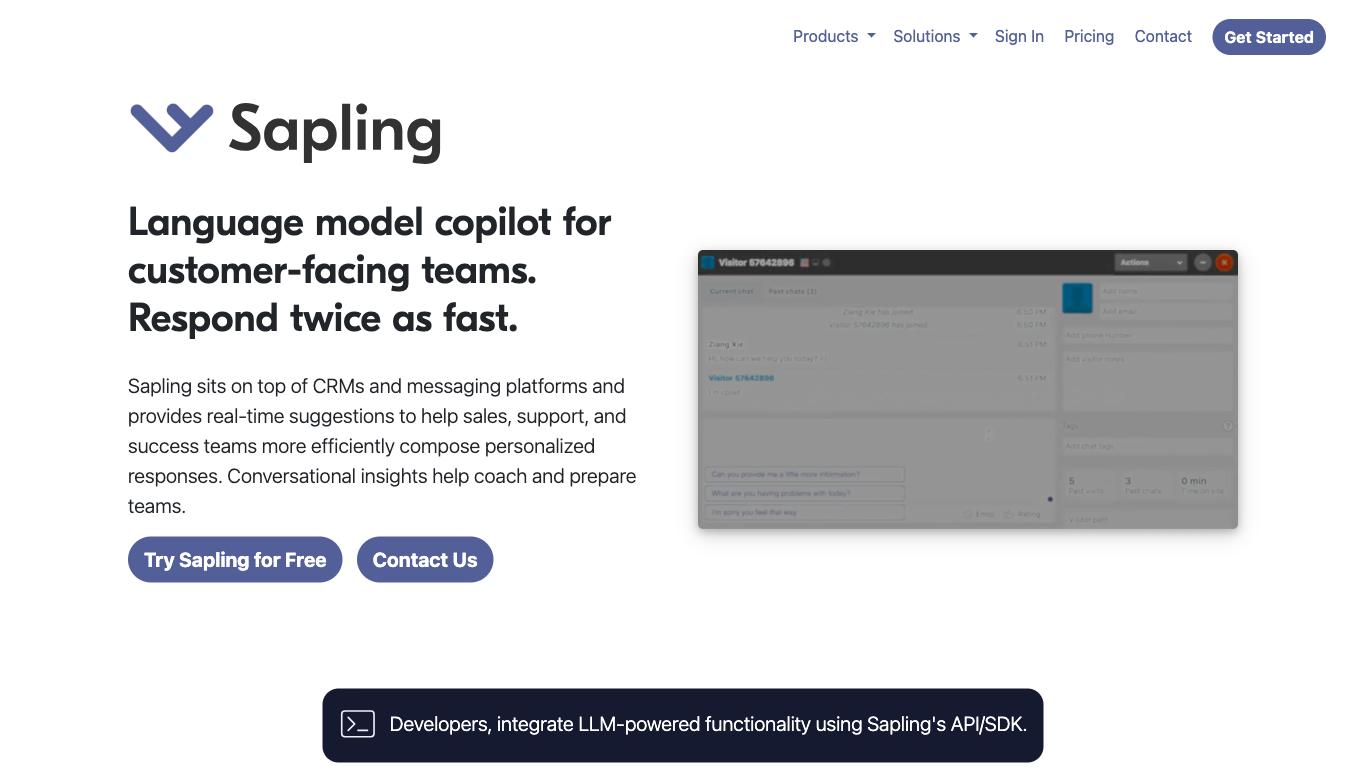 Products
Solutions
Sign In
Pricing
Contact
Get Started
Sapling
Language model copilot for
customer-facing teams.
Respond twice as fast.
Sapling sits on top of CRMs and messaging platforms and
provides real-time suggestions to help sales, support, and
success teams more efficiently compose personalized
responses. Conversational insights help coach and prepare
teams.
Try Sapling for Free
Contact Us
Visitor 57642896
Actions
Current chat
Past chats (3)
Ziang Xie has joined
6:50 PM
Visitor 57642896 has joined
6:50 PM
Ziang Xie
6:51 PM
Hi, how can we help you today? =)
Visitor 57642896
6:51 PM
Can you provide me a little more information?
What are you having problems with today?
I'm sorry you feel that way
Emoji
Rating
Add name
Add email
Add phone number
Add visitor notes
Tags
Add chat tags
5
Past visits
3
Past chats
0 min
Time on site
Visitor path
Developers, integrate LLM-powered functionality using Sapling's API/SDK.